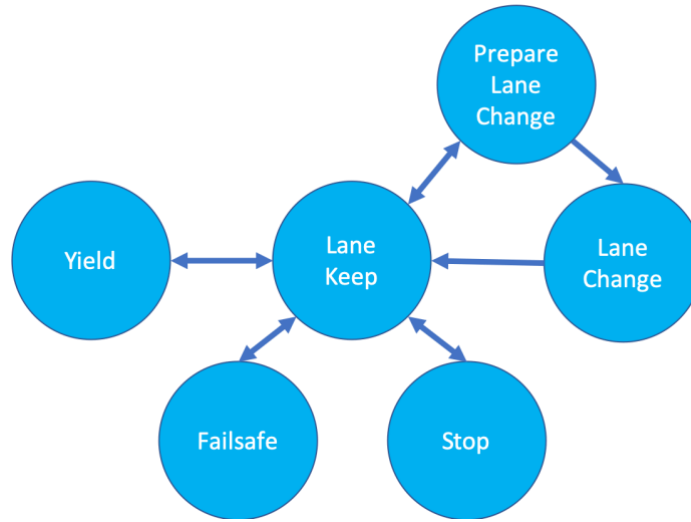 Prepare
Lane
Change
Yield
Lane
Keep
Lane
Change
Failsafe
Stop